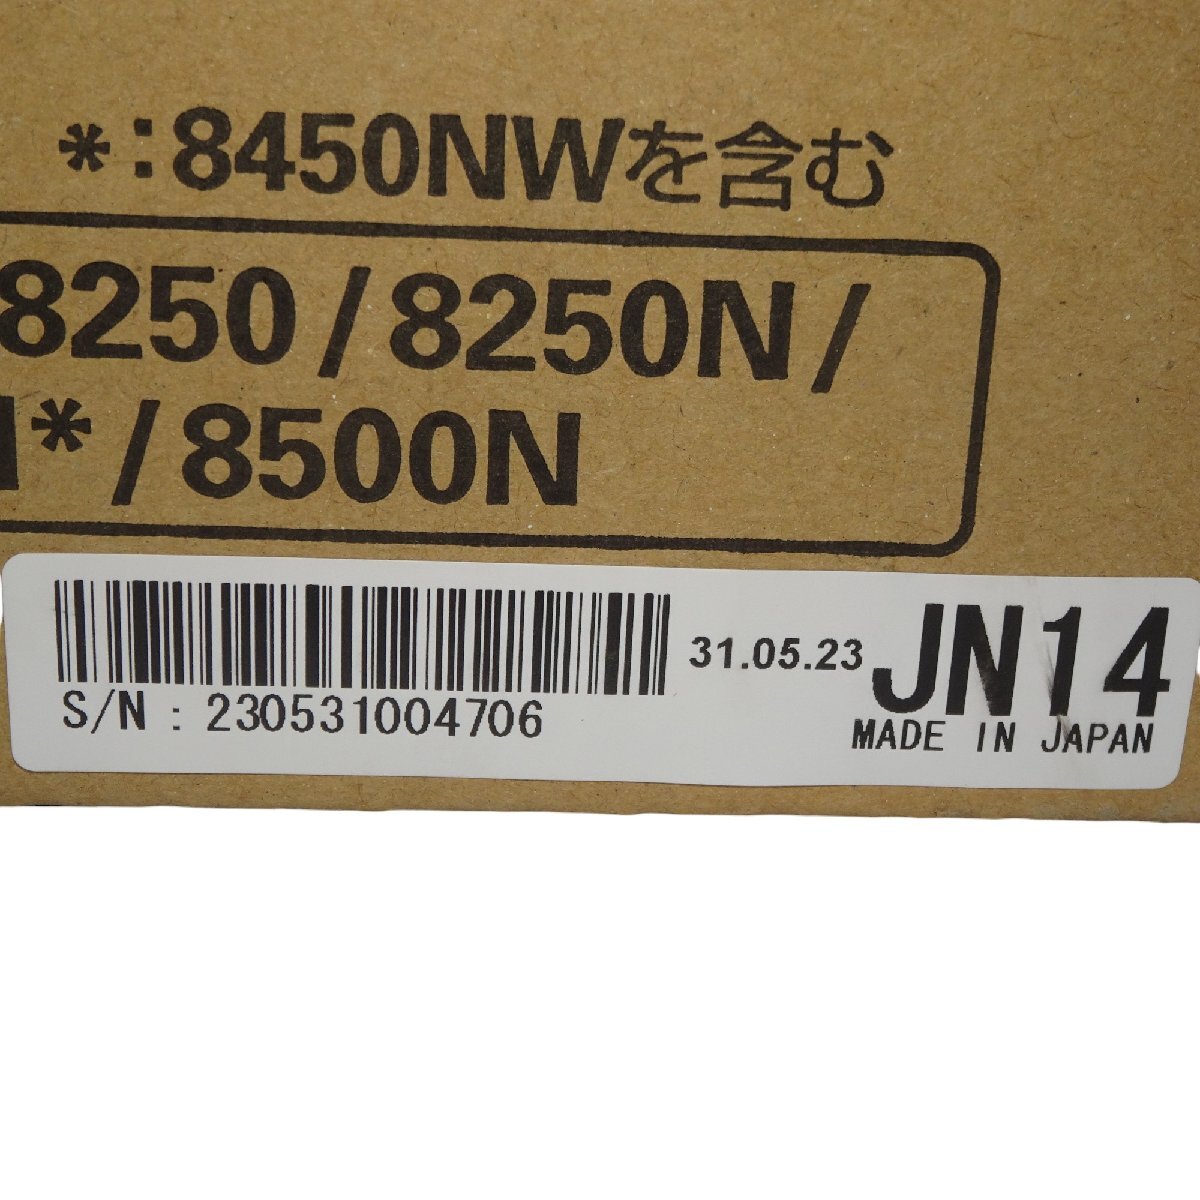 *:8450NWを含む
8250/8250N/
*/8500N
31.05.23
JN14
S/N : 230531004706
MADE IN JAPAN